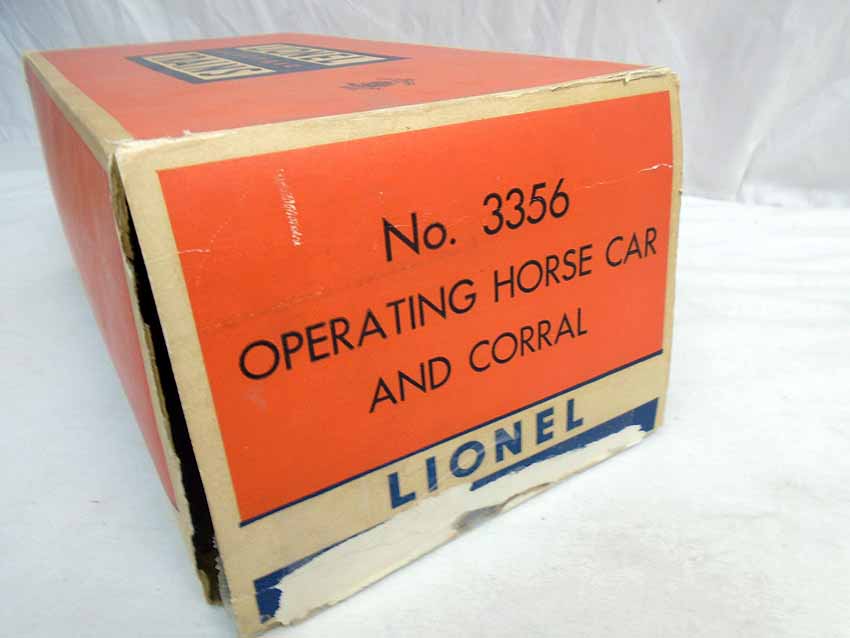 No. 3356
OPERATING HORSE CAR
AND CORRAL
LIONEL